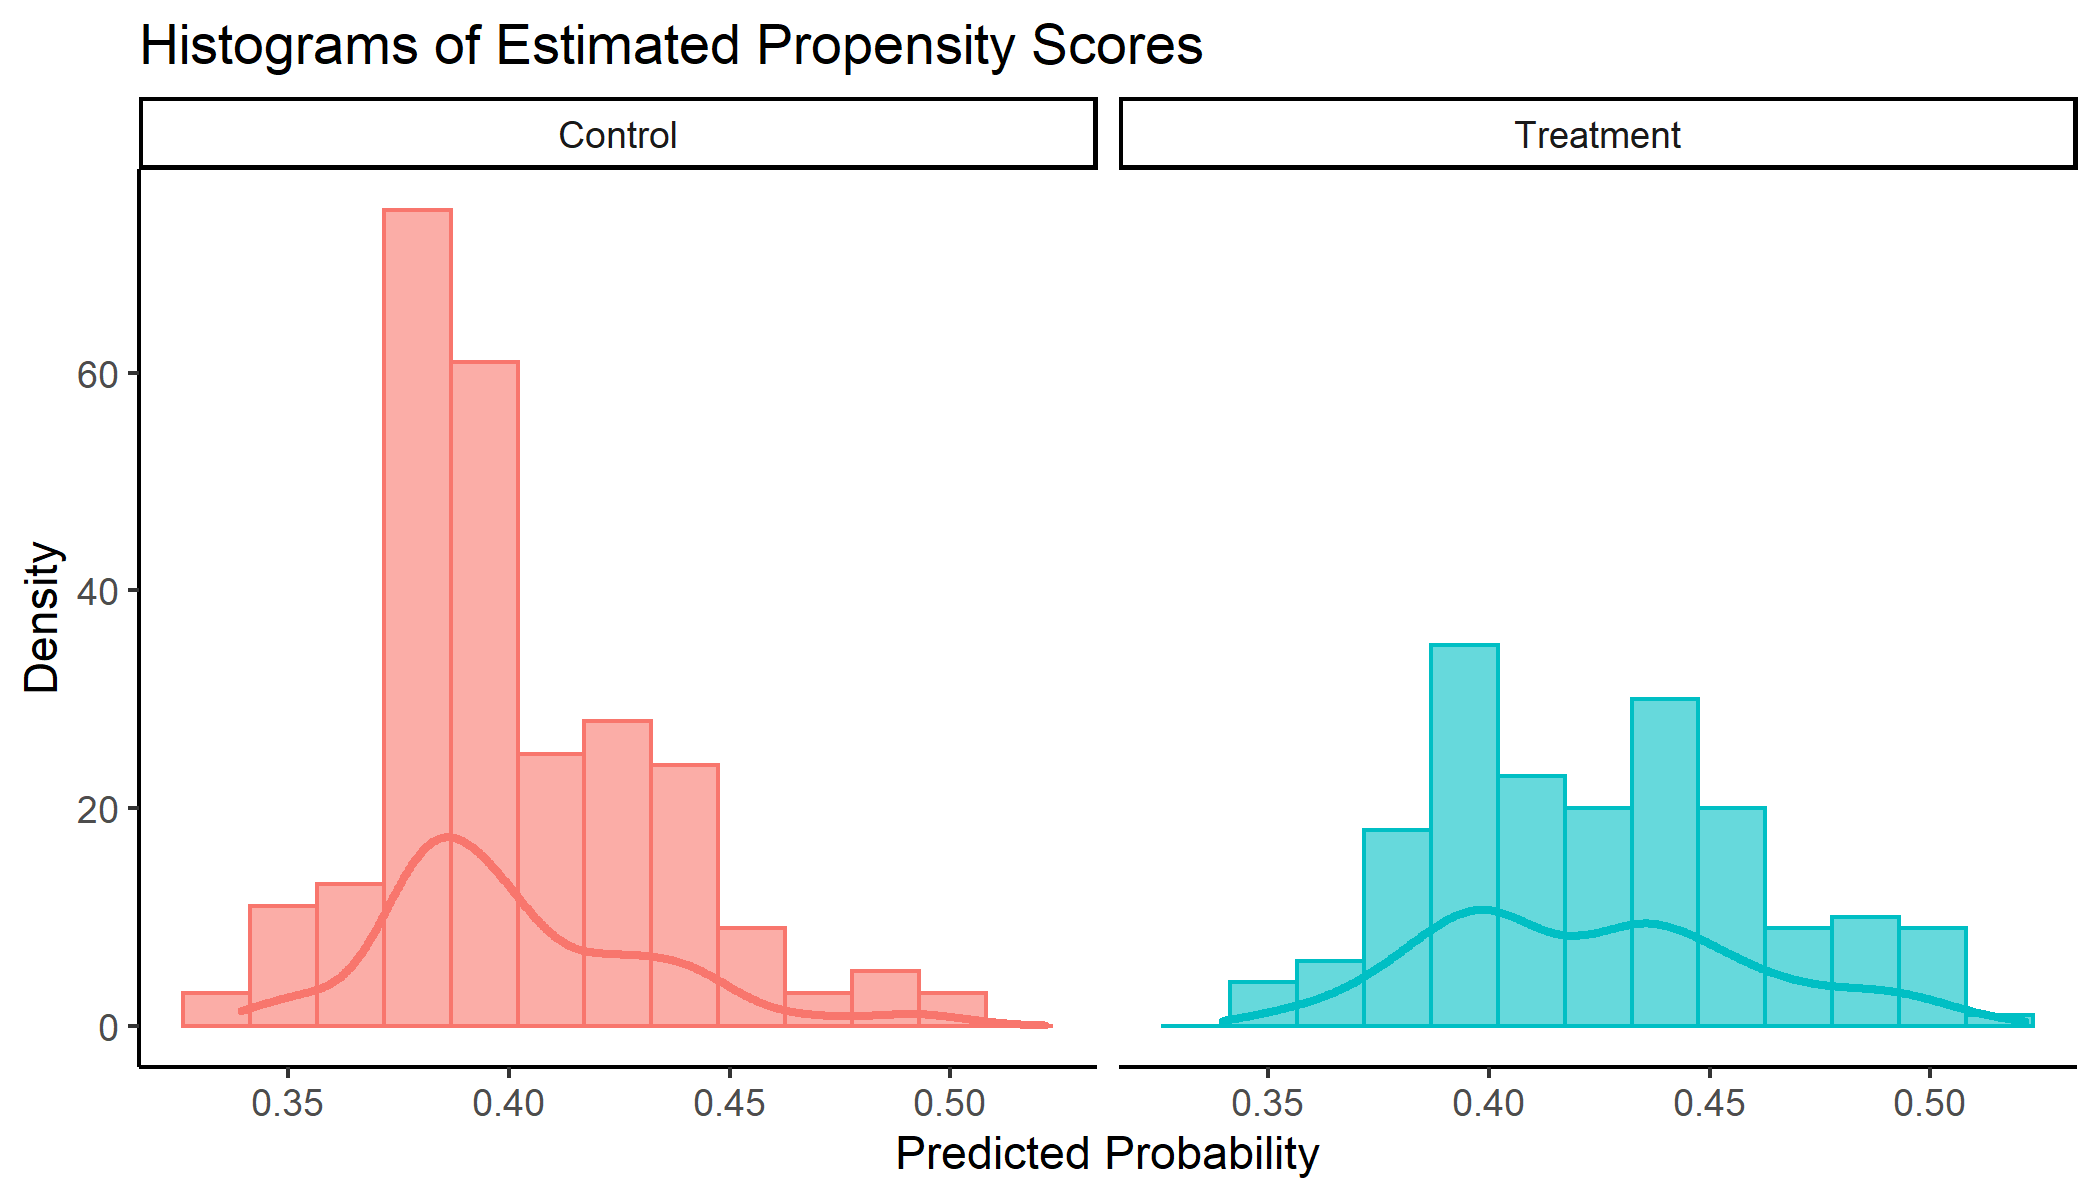 Histograms of Estimated Propensity Scores
Control
Treatment
Density
60
40
20
0
0.35 0.40 0.45 0.50
0.35 0.40 0.45 0.50
Predicted Probability